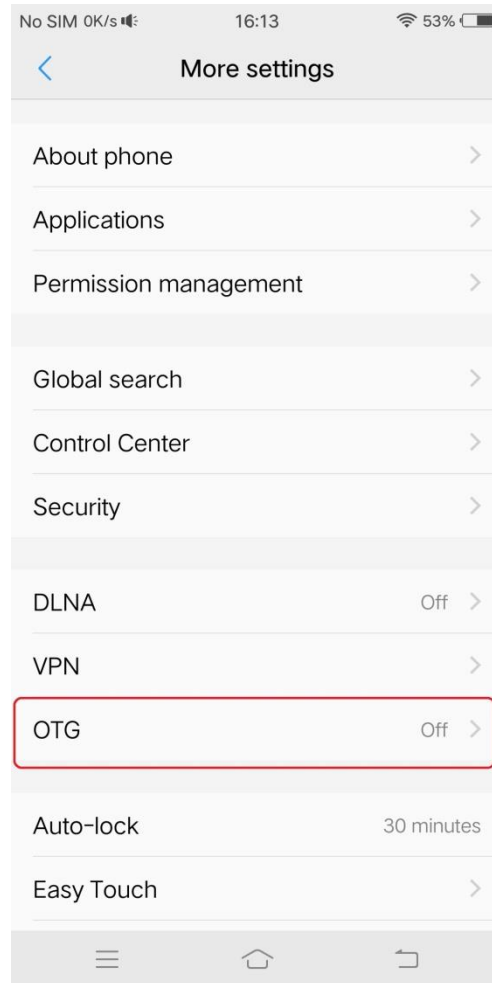 No SIM 0K/s 16:13 53%
More settings
About phone
Applications
Permission management
Global search
Control Center
Security
DLNA Off
VPN
OTG Off
Auto-lock 30 minutes
Easy Touch